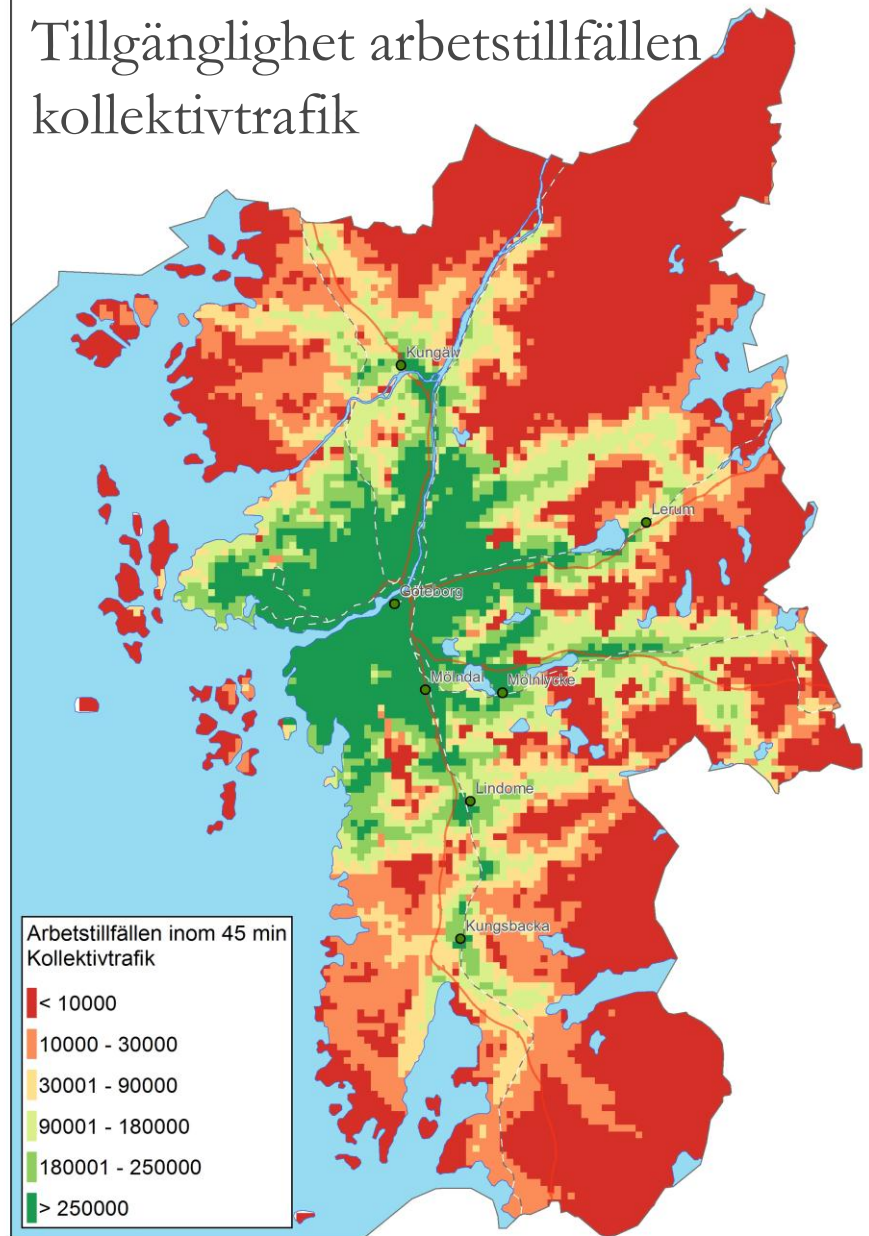 Tillgänglighet arbetstillfällen
kollektivtrafik
Kungälv
Lerum
Göteborg
Mölndal
Mölnlycke
Lindome
Kungsbacka
Arbetstillfällen inom 45 min
Kollektivtrafik
< 10000
10000 - 30000
30001 - 90000
90001 - 180000
180001 - 250000
> 250000